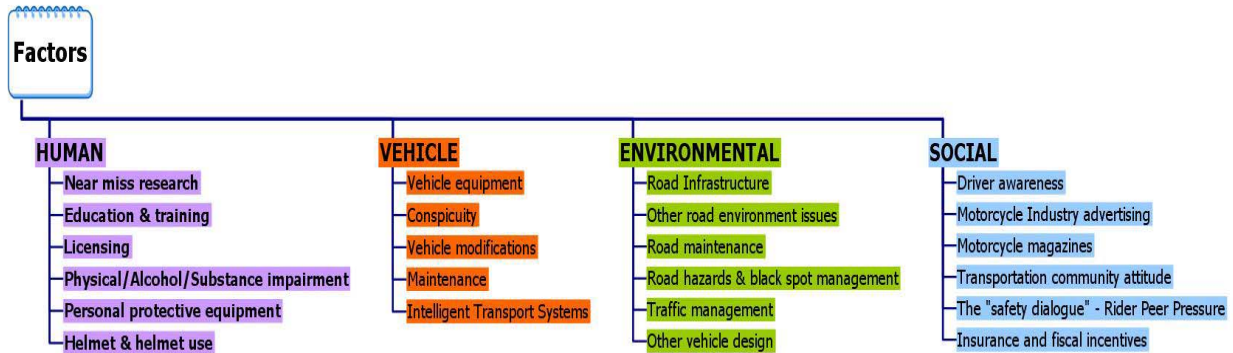 Factors
HUMAN
Near miss research
Education & training
Licensing
Physical/Alcohol/Substance impairment
Personal protective equipment
Helmet & helmet use
VEHICLE
Vehicle equipment
Conspicuity
Vehicle modifications
Maintenance
Intelligent Transport Systems
ENVIRONMENTAL
Road Infrastructure
Other road environment issues
Road maintenance
Road hazards & black spot management
Traffic management
Other vehicle design
SOCIAL
Driver awareness
Motorcycle Industry advertising
Motorcycle magazines
Transportation community attitude
The "safety dialogue" - Rider Peer Pressure
Insurance and fiscal incentives